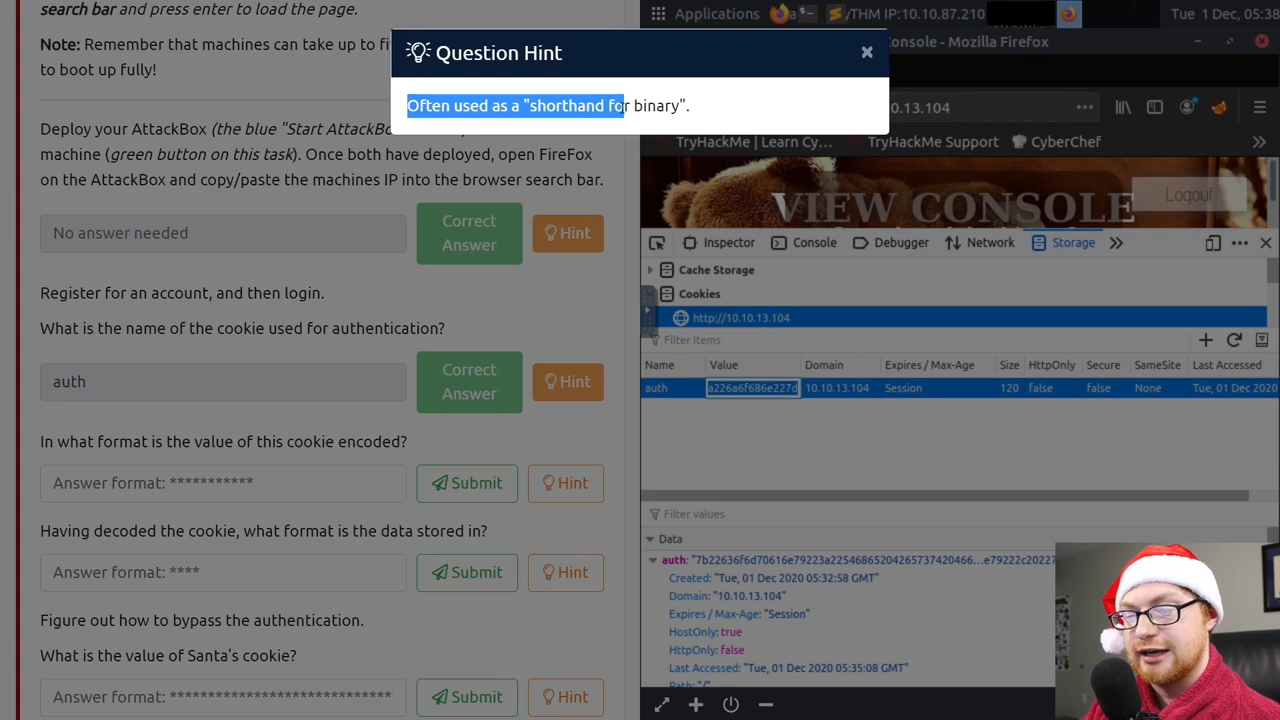 search bar and press enter to load the page.
Note: Remember that machines can take up to fi
to boot up fully!
Question Hint
×
Often used as a "shorthand for binary".
Deploy your AttackBox (the blue "Start AttackBo
machine (green button on this task). Once both have deployed, open FireFox
on the AttackBox and copy/paste the machines IP into the browser search bar.
No answer needed
Correct
Answer
Hint
Register for an account, and then login.
What is the name of the cookie used for authentication?
auth
Correct
Answer
Hint
In what format is the value of this cookie encoded?
Answer format: ***********
Submit
Hint
Having decoded the cookie, what format is the data stored in?
Answer format: ****
Submit
Hint
Figure out how to bypass the authentication.
What is the value of Santa's cookie?
Answer format: ********************************
Submit
Hint
Applications
/THM IP:10.10.87.210
Tue 1 Dec, 05:38
Console - Mozilla Firefox
0.13.104
TryHackMe | Learn Cy…
TryHackMe Support
CyberChef
VIEW CONSOLE
Logout
Inspector
Console
Debugger
Network
Storage
Cache Storage
Cookies
http://10.10.13.104
Filter Items
Name Value Domain Expires / Max-Age Size HttpOnly Secure SameSite Last Accessed
auth a226a6f686e227d 10.10.13.104 Session 120 false false None Tue, 01 Dec 2020
Filter values
Data
auth: "7b22636f6d70616e79223a22546865204265737420466…e79222c20227
Created: "Tue, 01 Dec 2020 05:32:58 GMT"
Domain: "10.10.13.104"
Expires / Max-Age: "Session"
HostOnly: true
HttpOnly: false
Last Accessed: "Tue, 01 Dec 2020 05:35:08 GMT"
Path: "/"